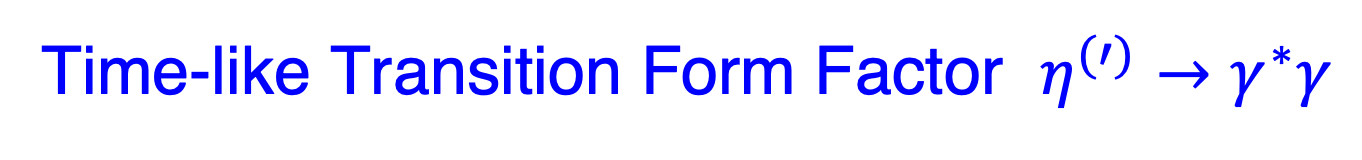 Time-like Transition Form Factor η⁽′⁾ → γ*γ